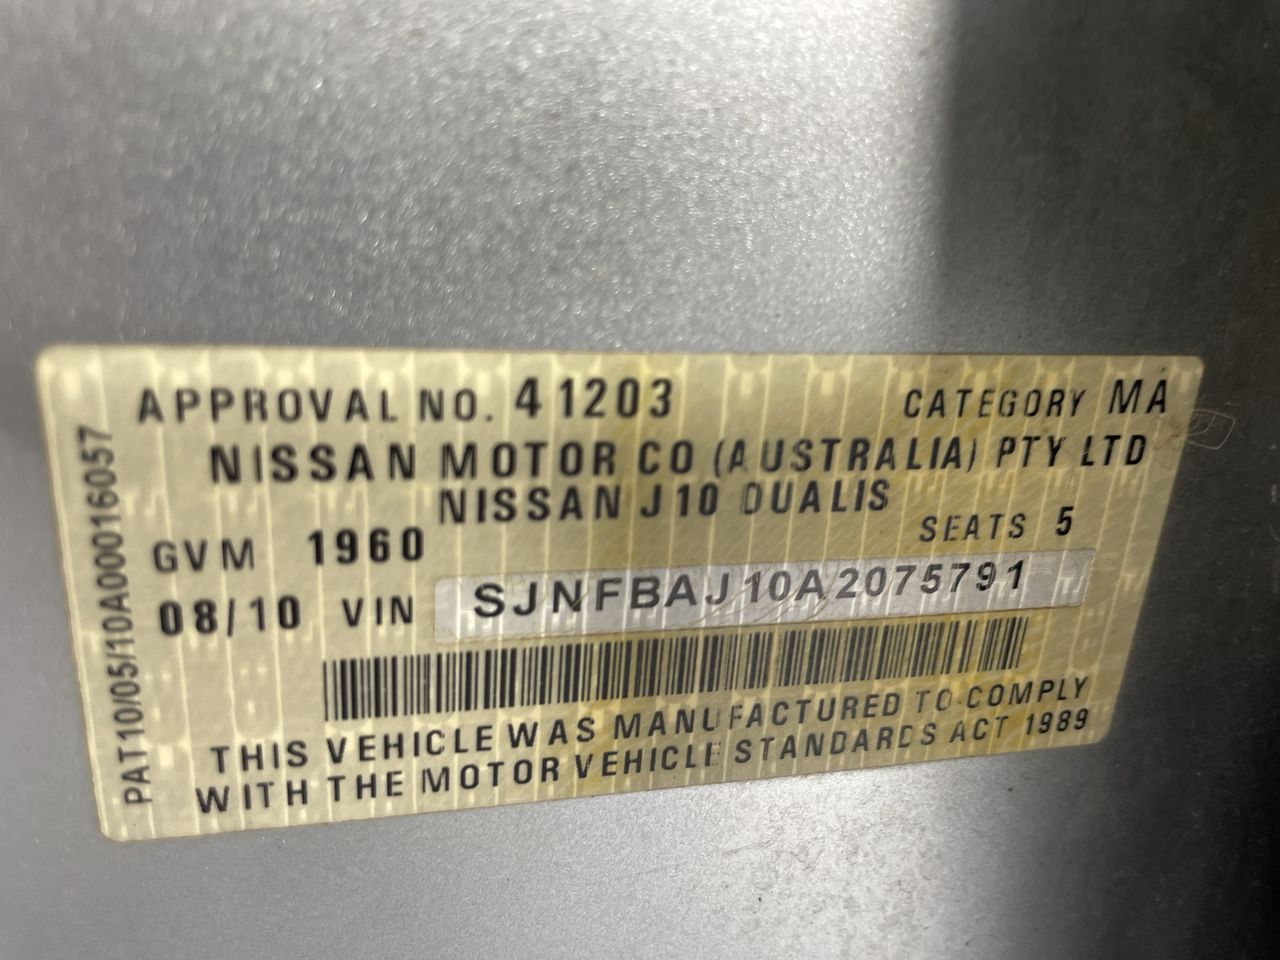 APPROVAL NO. 41203 CATEGORY MA
NISSAN MOTOR CO (AUSTRALIA) PTY LTD
NISSAN J10 DUALIS
GVM 1960 SEATS 5
08/10 VIN SJNFBAJ10A2075791
THIS VEHICLE WAS MANUFACTURED TO COMPLY
WITH THE MOTOR VEHICLE STANDARDS ACT 1989
PAT10/05/10A00016057